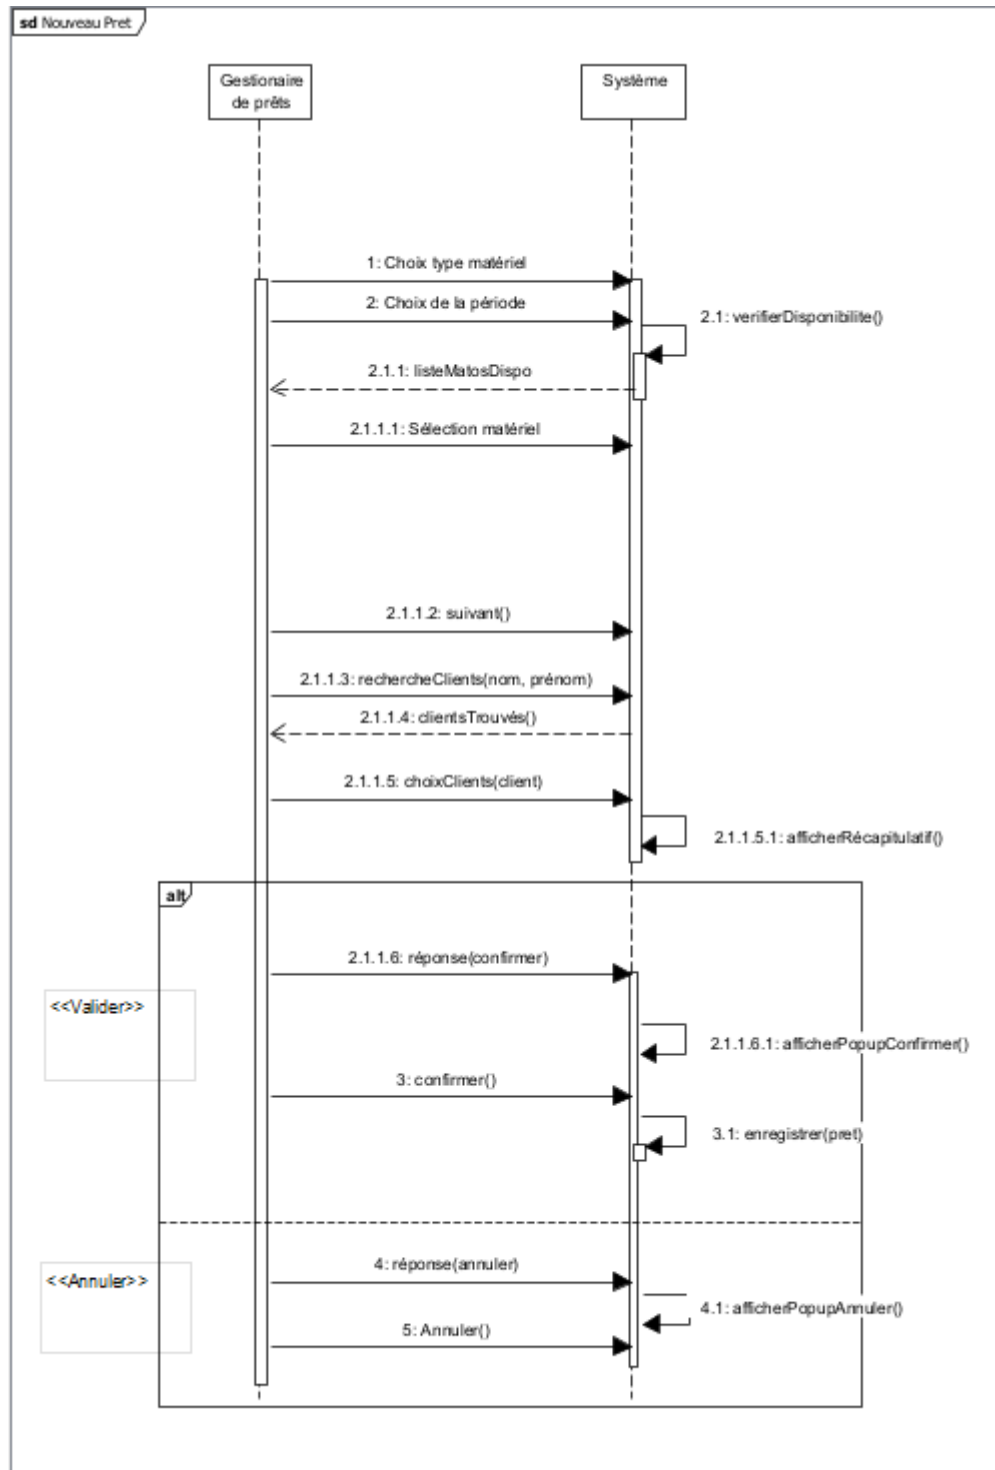 sd Nouveau Pret
Gestionaire
de prêts
Système
1: Choix type matériel
2: Choix de la période
2.1: verifierDisponibilite()
2.1.1: listeMatosDispo
2.1.1.1: Sélection matériel
2.1.1.2: suivant()
2.1.1.3: rechercheClients(nom, prénom)
2.1.1.4: clientsTrouvés()
2.1.1.5: choixClients(client)
2.1.1.5.1: afficherRécapitulatif()
alt
2.1.1.6: réponse(confirmer)
<<Valider>>
2.1.1.6.1: afficherPopupConfirmer()
3: confirmer()
3.1: enregistrer(pret)
4: réponse(annuler)
<<Annuler>>
4.1: afficherPopupAnnuler()
5: Annuler()